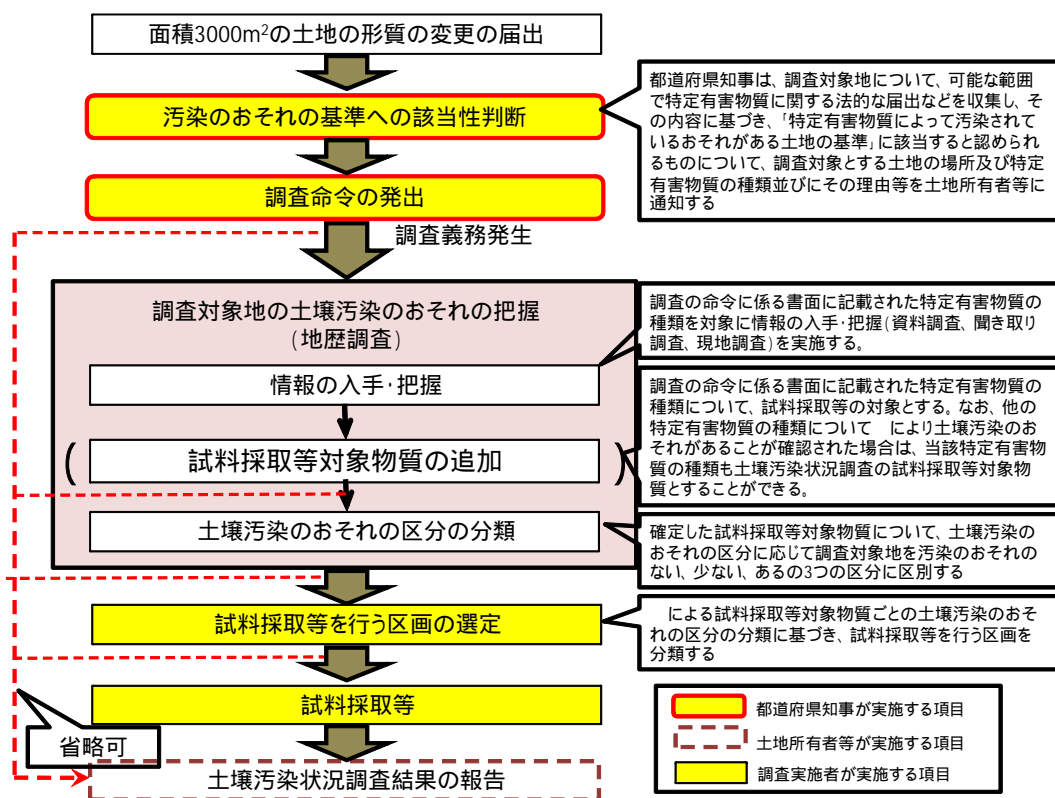 面積3000m²の土地の形質の変更の届出
汚染のおそれの基準への該当性判断
都道府県知事は、調査対象地について、可能な範囲
で特定有害物質に関する法的な届出などを収集し、そ
の内容に基づき、「特定有害物質によって汚染されて
いるおそれがある土地の基準」に該当すると認められ
るものについて、調査対象とする土地の場所及び特定
有害物質の種類並びにその理由等を土地所有者等に
通知する
調査命令の発出
調査義務発生
調査対象地の土壌汚染のおそれの把握
(地歴調査)
調査の命令に係る書面に記載された特定有害物質の
種類を対象に情報の入手・把握(資料調査、聞き取り
調査、現地調査)を実施する。
情報の入手・把握
調査の命令に係る書面に記載された特定有害物質の
種類について、試料採取等の対象とする。なお、他の
特定有害物質の種類について　により土壌汚染のお
それがあることが確認された場合は、当該特定有害物
質の種類も土壌汚染状況調査の試料採取等対象物
質とすることができる。
(試料採取等対象物質の追加)
土壌汚染のおそれの区分の分類
確定した試料採取等対象物質について、土壌汚染の
おそれの区分に応じて調査対象地を汚染のおそれの
ない、少ない、あるの3つの区分に区別する
試料採取等を行う区画の選定
による試料採取等対象物質ごとの土壌汚染のおそ
れの区分の分類に基づき、試料採取等を行う区画を
分類する
試料採取等
省略可
土壌汚染状況調査結果の報告
都道府県知事が実施する項目
土地所有者等が実施する項目
調査実施者が実施する項目